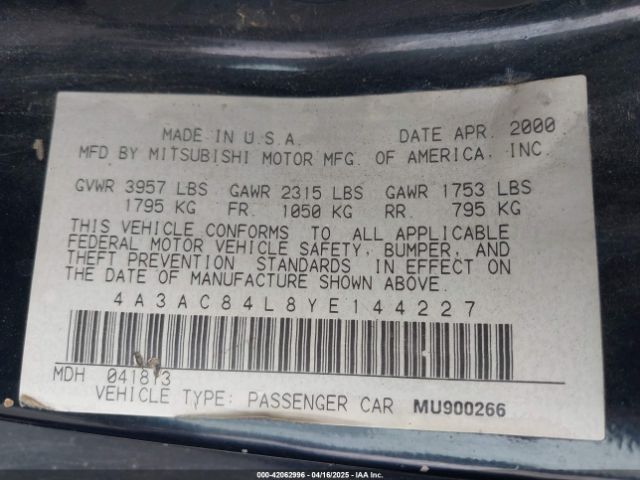 MADE IN U.S.A. DATE APR. 2000
MFD BY MITSUBISHI MOTOR MFG. OF AMERICA, INC.
GVWR 3957 LBS GAWR 2315 LBS GAWR 1753 LBS
1795 KG FR. 1050 KG RR. 795 KG
THIS VEHICLE CONFORMS TO ALL APPLICABLE
FEDERAL MOTOR VEHICLE SAFETY, BUMPER, AND
THEFT PREVENTION STANDARDS IN EFFECT ON
THE DATE OF MANUFACTURE SHOWN ABOVE.
4A3AC84L8YE144227
MDH 0418Y3
VEHICLE TYPE: PASSENGER CAR MU900266
000-42062996 - 04/16/2025 - IAA Inc.